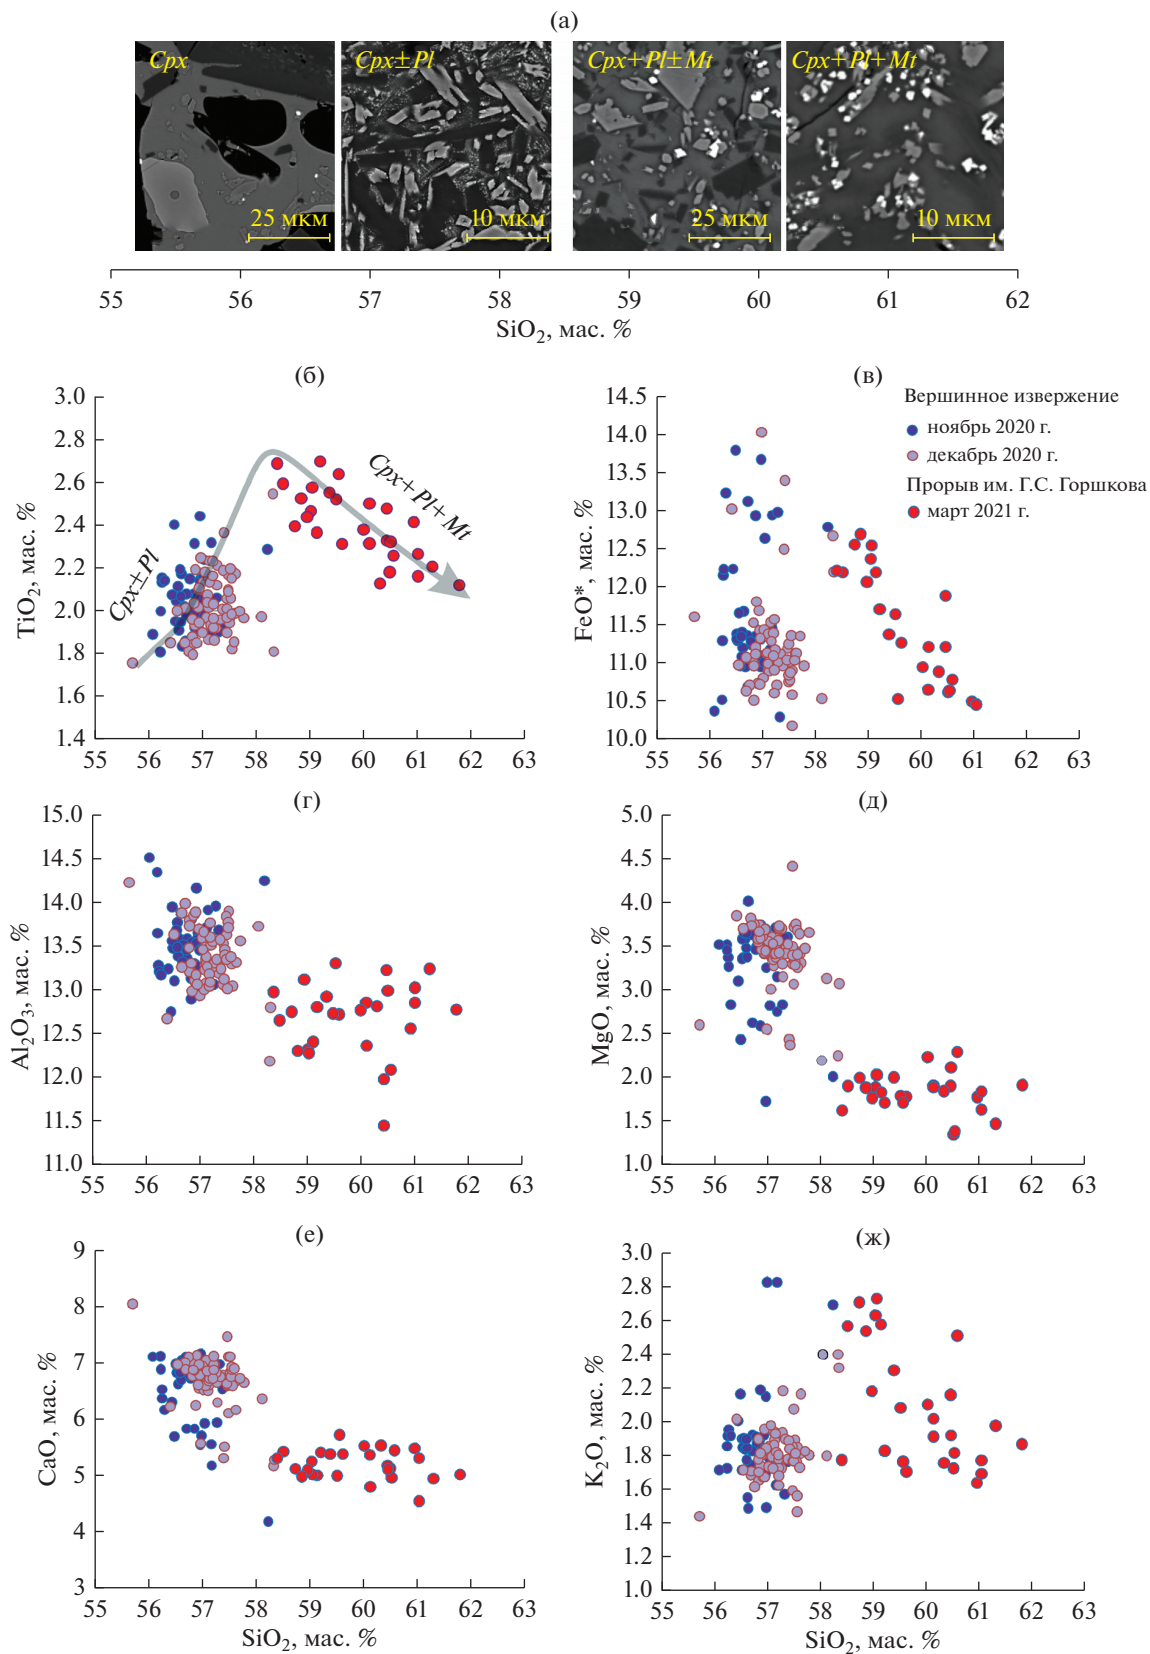 (а)
Cpx
Cpx±Pl
Cpx+Pl±Mt
Cpx+Pl+Mt
25 мкм
10 мкм
25 мкм
10 мкм
55 56 57 58 59 60 61 62
SiO₂, мас. %
(б)
3.0
2.8
2.6
2.4
2.2
2.0
1.8
1.6
1.4
TiO₂, мас. %
Cpx±Pl
Cpx+Pl+Mt
55 56 57 58 59 60 61 62 63
(в)
14.5
14.0
13.5
13.0
12.5
12.0
11.5
11.0
10.5
10.0
FeO*, мас. %
Вершинное извержение
ноябрь 2020 г.
декабрь 2020 г.
Прорыв им. Г.С. Горшкова
март 2021 г.
55 56 57 58 59 60 61 62 63
(г)
15.0
14.5
14.0
13.5
13.0
12.5
12.0
11.5
11.0
Al₂O₃, мас. %
55 56 57 58 59 60 61 62 63
(д)
5.0
4.5
4.0
3.5
3.0
2.5
2.0
1.5
1.0
MgO, мас. %
55 56 57 58 59 60 61 62 63
(е)
9
8
7
6
5
4
3
CaO, мас. %
55 56 57 58 59 60 61 62 63
SiO₂, мас. %
(ж)
3.0
2.8
2.6
2.4
2.2
2.0
1.8
1.6
1.4
1.2
1.0
K₂O, мас. %
55 56 57 58 59 60 61 62 63
SiO₂, мас. %